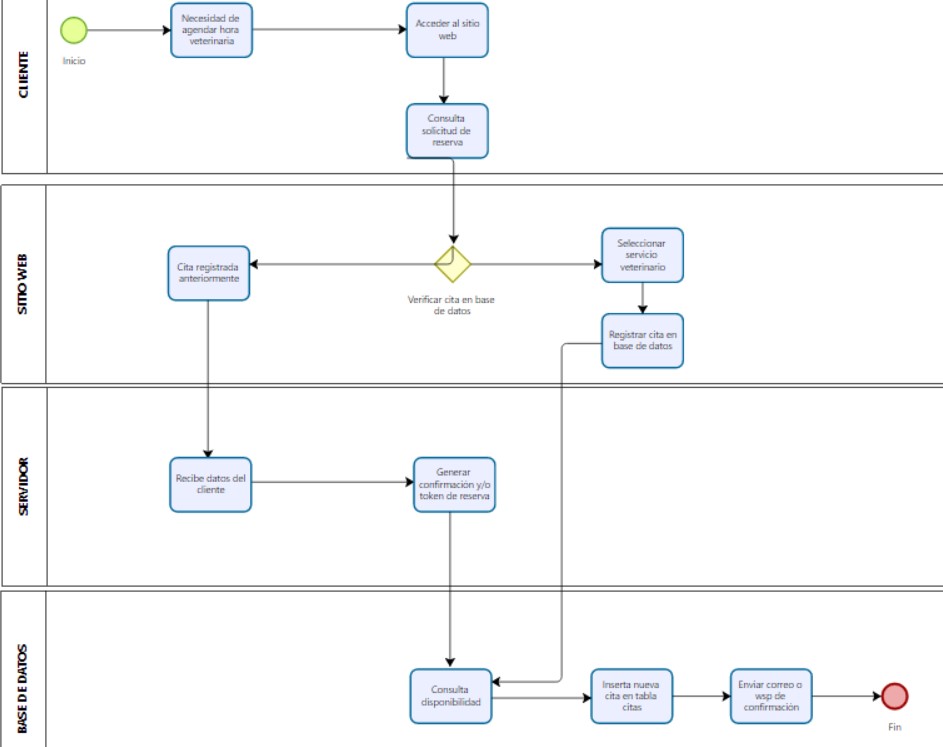 CLIENTE
Inicio
Necesidad de
agendar hora
veterinaria
Acceder al sitio
web
Consulta
solicitud de
reserva
SITIO WEB
Cita registrada
anteriormente
Verificar cita en base
de datos
Seleccionar
servicio
veterinario
Registrar cita en
base de datos
SERVIDOR
Recibe datos del
cliente
Generar
confirmación y/o
token de reserva
BASE DE DATOS
Consulta
disponibilidad
Inserta nueva
cita en tabla
citas
Enviar correo o
wsp de
confirmación
Fin